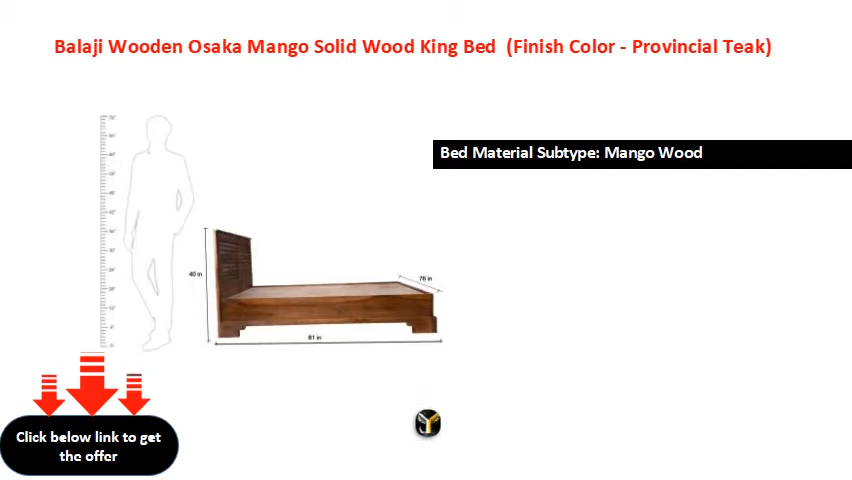 Balaji Wooden Osaka Mango Solid Wood King Bed  (Finish Color - Provincial Teak)
Bed Material Subtype: Mango Wood
40 in
78 in
81 in
Click below link to get
the offer